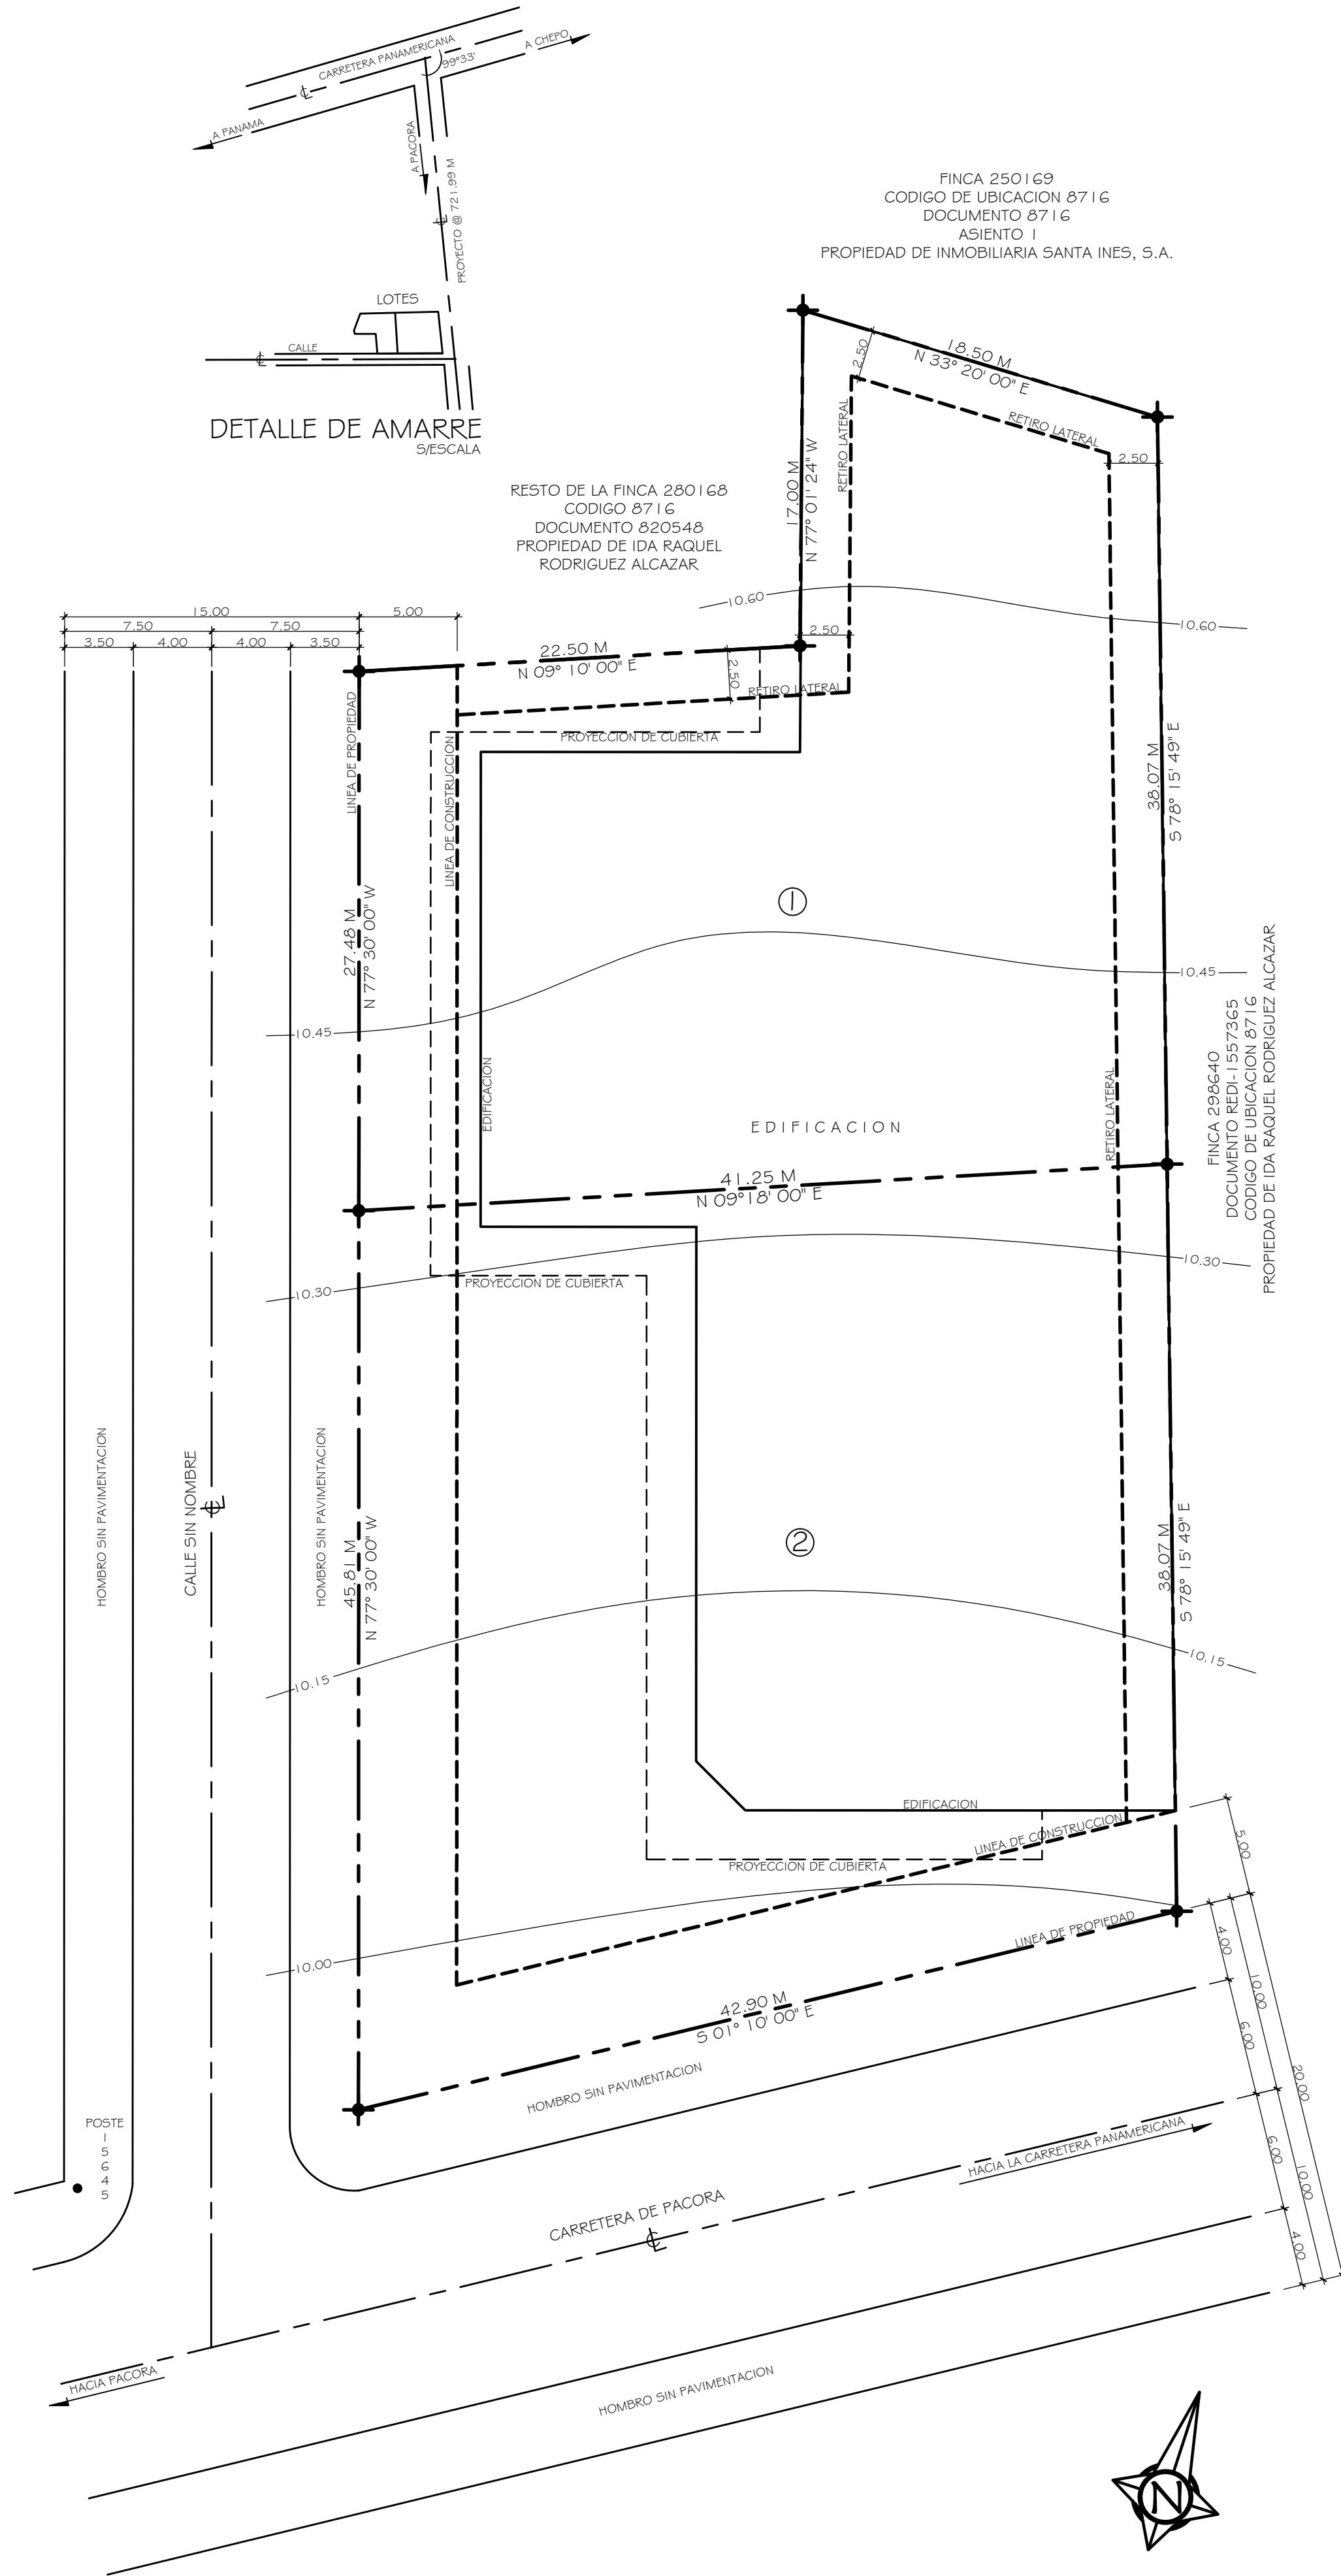 CARRETERA PANAMERICANA
A CHEPO
99°33'
A PANAMA
A PACORA
PROYECTO @ 721.99 M
LOTES
CALLE
DETALLE DE AMARRE
S/ESCALA
FINCA 250169
CODIGO DE UBICACION 8716
DOCUMENTO 8716
ASIENTO 1
PROPIEDAD DE INMOBILIARIA SANTA INES, S.A.
18.50 M
N 33° 20' 00" E
2.50
RETIRO LATERAL
2.50
RETIRO LATERAL
17.00 M
N 77° 01' 24" W
RESTO DE LA FINCA 280168
CODIGO 8716
DOCUMENTO 820548
PROPIEDAD DE IDA RAQUEL
RODRIGUEZ ALCAZAR
10.60
10.60
15.00
5.00
7.50
7.50
3.50
4.00
4.00
3.50
22.50 M
N 09° 10' 00" E
2.50
2.50
RETIRO LATERAL
PROYECCION DE CUBIERTA
LINEA DE PROPIEDAD
LINEA DE CONSTRUCCION
38.07 M
S 78° 15' 49" E
1
27.48 M
N 77° 30' 00" W
10.45
10.45
EDIFICACION
EDIFICACION
RETIRO LATERAL
FINCA 298640
DOCUMENTO REDI-1557365
CODIGO DE UBICACION 8716
PROPIEDAD DE IDA RAQUEL RODRIGUEZ ALCAZAR
41.25 M
N 09°18' 00" E
10.30
10.30
PROYECCION DE CUBIERTA
HOMBRO SIN PAVIMENTACION
CALLE SIN NOMBRE
HOMBRO SIN PAVIMENTACION
45.81 M
N 77° 30' 00" W
2
38.07 M
S 78° 15' 49" E
10.15
10.15
EDIFICACION
LINEA DE CONSTRUCCION
PROYECCION DE CUBIERTA
5.00
LINEA DE PROPIEDAD
10.00
42.90 M
S 01° 10' 00" E
4.00
10.00
6.00
20.00
6.00
10.00
4.00
HOMBRO SIN PAVIMENTACION
POSTE
1
5
6
4
5
HACIA LA CARRETERA PANAMERICANA
CARRETERA DE PACORA
HACIA PACORA
HOMBRO SIN PAVIMENTACION
N